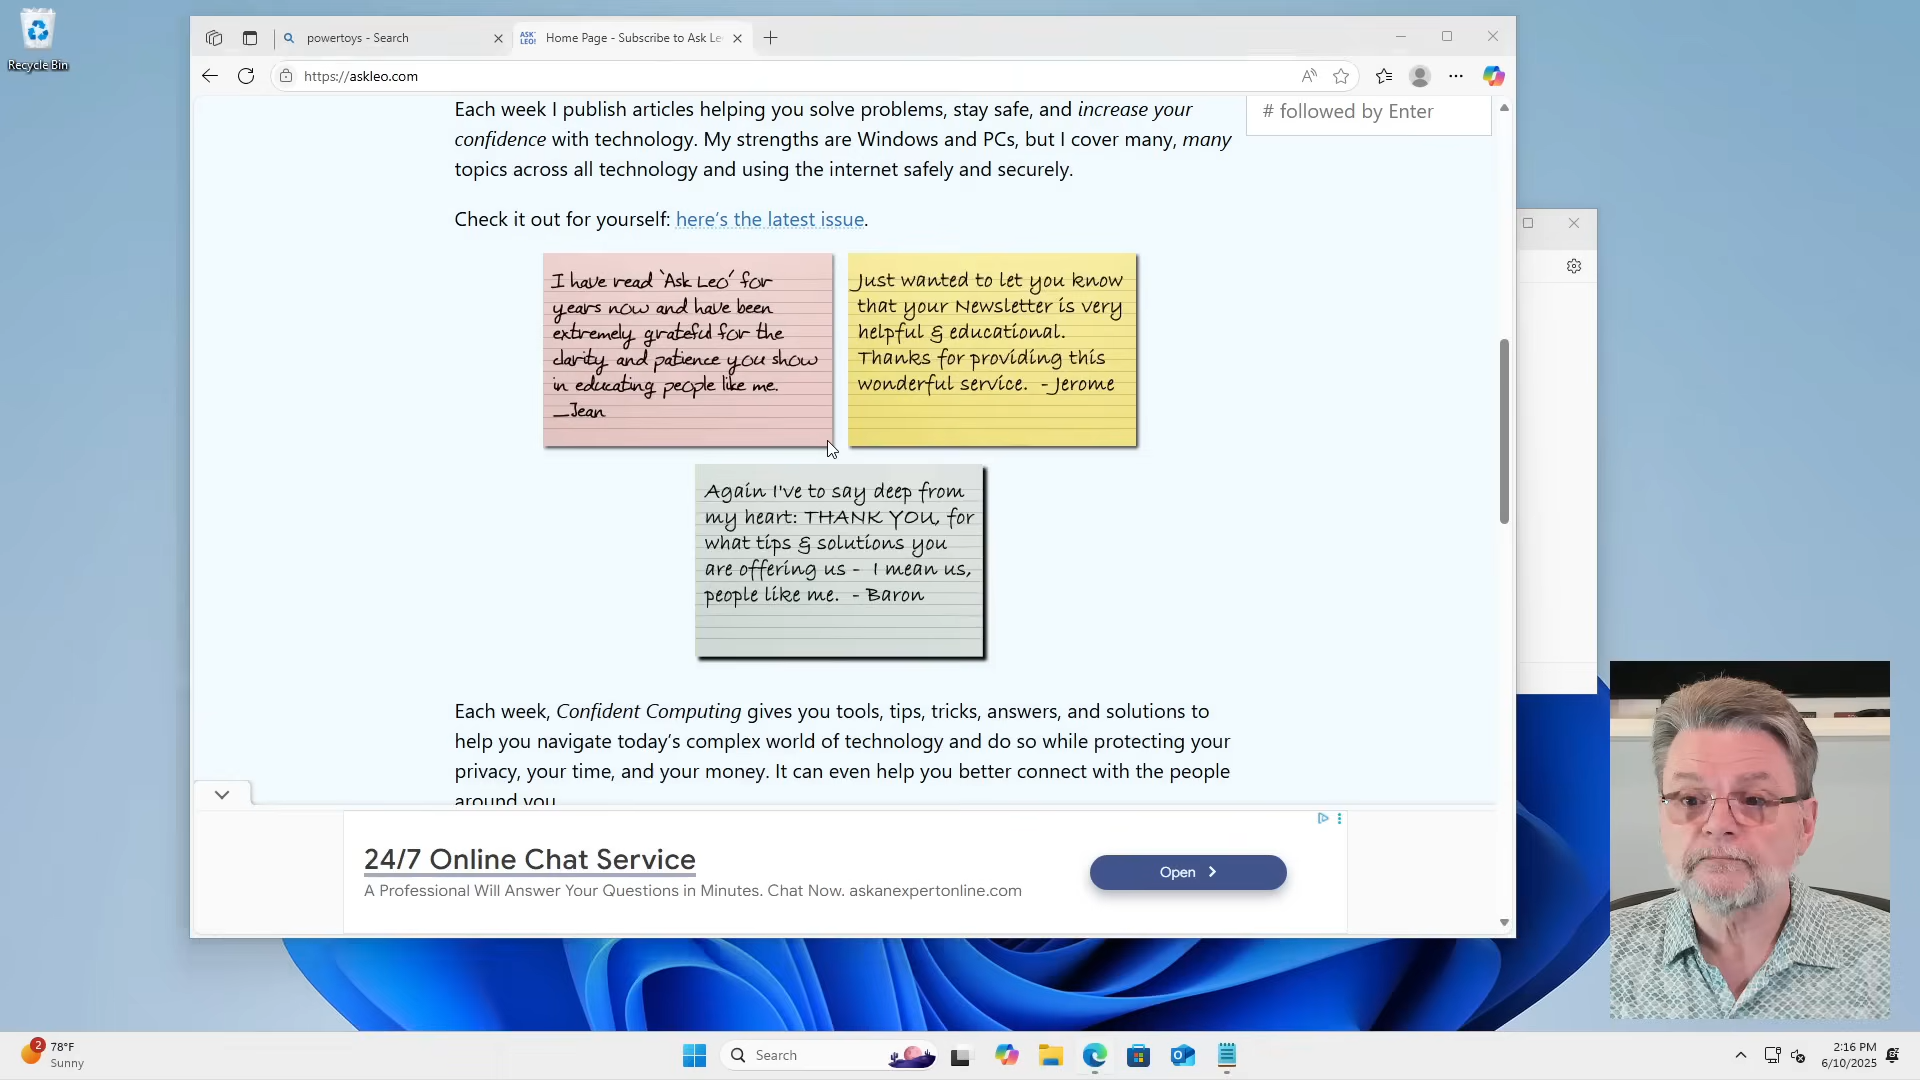 Recycle Bin
powertoys - Search
ASK LEO!
Home Page - Subscribe to Ask Le
https://askleo.com
Each week I publish articles helping you solve problems, stay safe, and increase your
confidence with technology. My strengths are Windows and PCs, but I cover many, many
topics across all technology and using the internet safely and securely.
# followed by Enter
Check it out for yourself: here's the latest issue.
I have read 'Ask Leo' for
years now and have been
extremely grateful for the
clarity and patience you show
in educating people like me.
_Jean
Just wanted to let you know
that your Newsletter is very
helpful & educational.
Thanks for providing this
wonderful service. - Jerome
Again I've to say deep from
my heart: THANK YOU, for
what tips & solutions you
are offering us - I mean us,
people like me. - Baron
Each week, Confident Computing gives you tools, tips, tricks, answers, and solutions to
help you navigate today's complex world of technology and do so while protecting your
privacy, your time, and your money. It can even help you better connect with the people
around you
24/7 Online Chat Service
A Professional Will Answer Your Questions in Minutes. Chat Now. askanexpertonline.com
Open
2
78°F
Sunny
Search
2:16 PM
6/10/2025